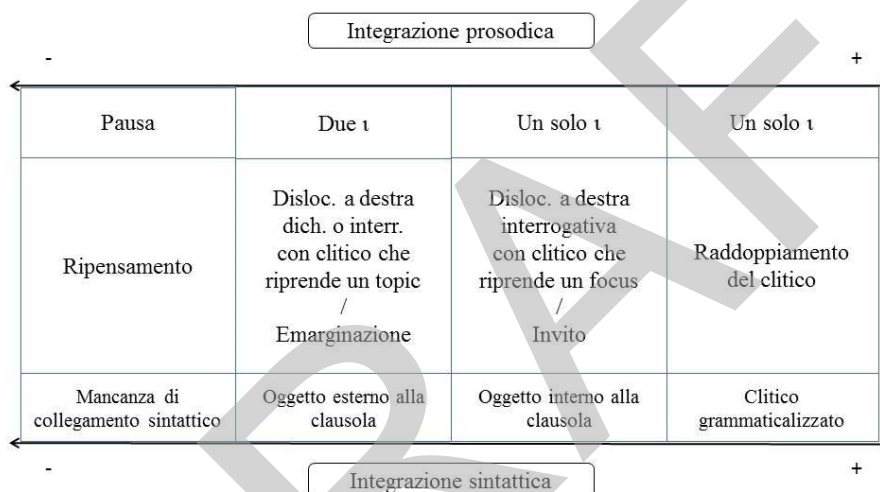 Integrazione prosodica
- +
Pausa Due ι Un solo ι Un solo ι
Ripensamento
Disloc. a destra
dich. o interr.
con clitico che
riprende un topic
/
Emarginazione
Disloc. a destra
interrogativa
con clitico che
riprende un focus
/
Invito
Raddoppiamento
del clitico
Mancanza di
collegamento sintattico
Oggetto esterno alla
clausola
Oggetto interno alla
clausola
Clitico
grammaticalizzato
- +
Integrazione sintattica
RAF